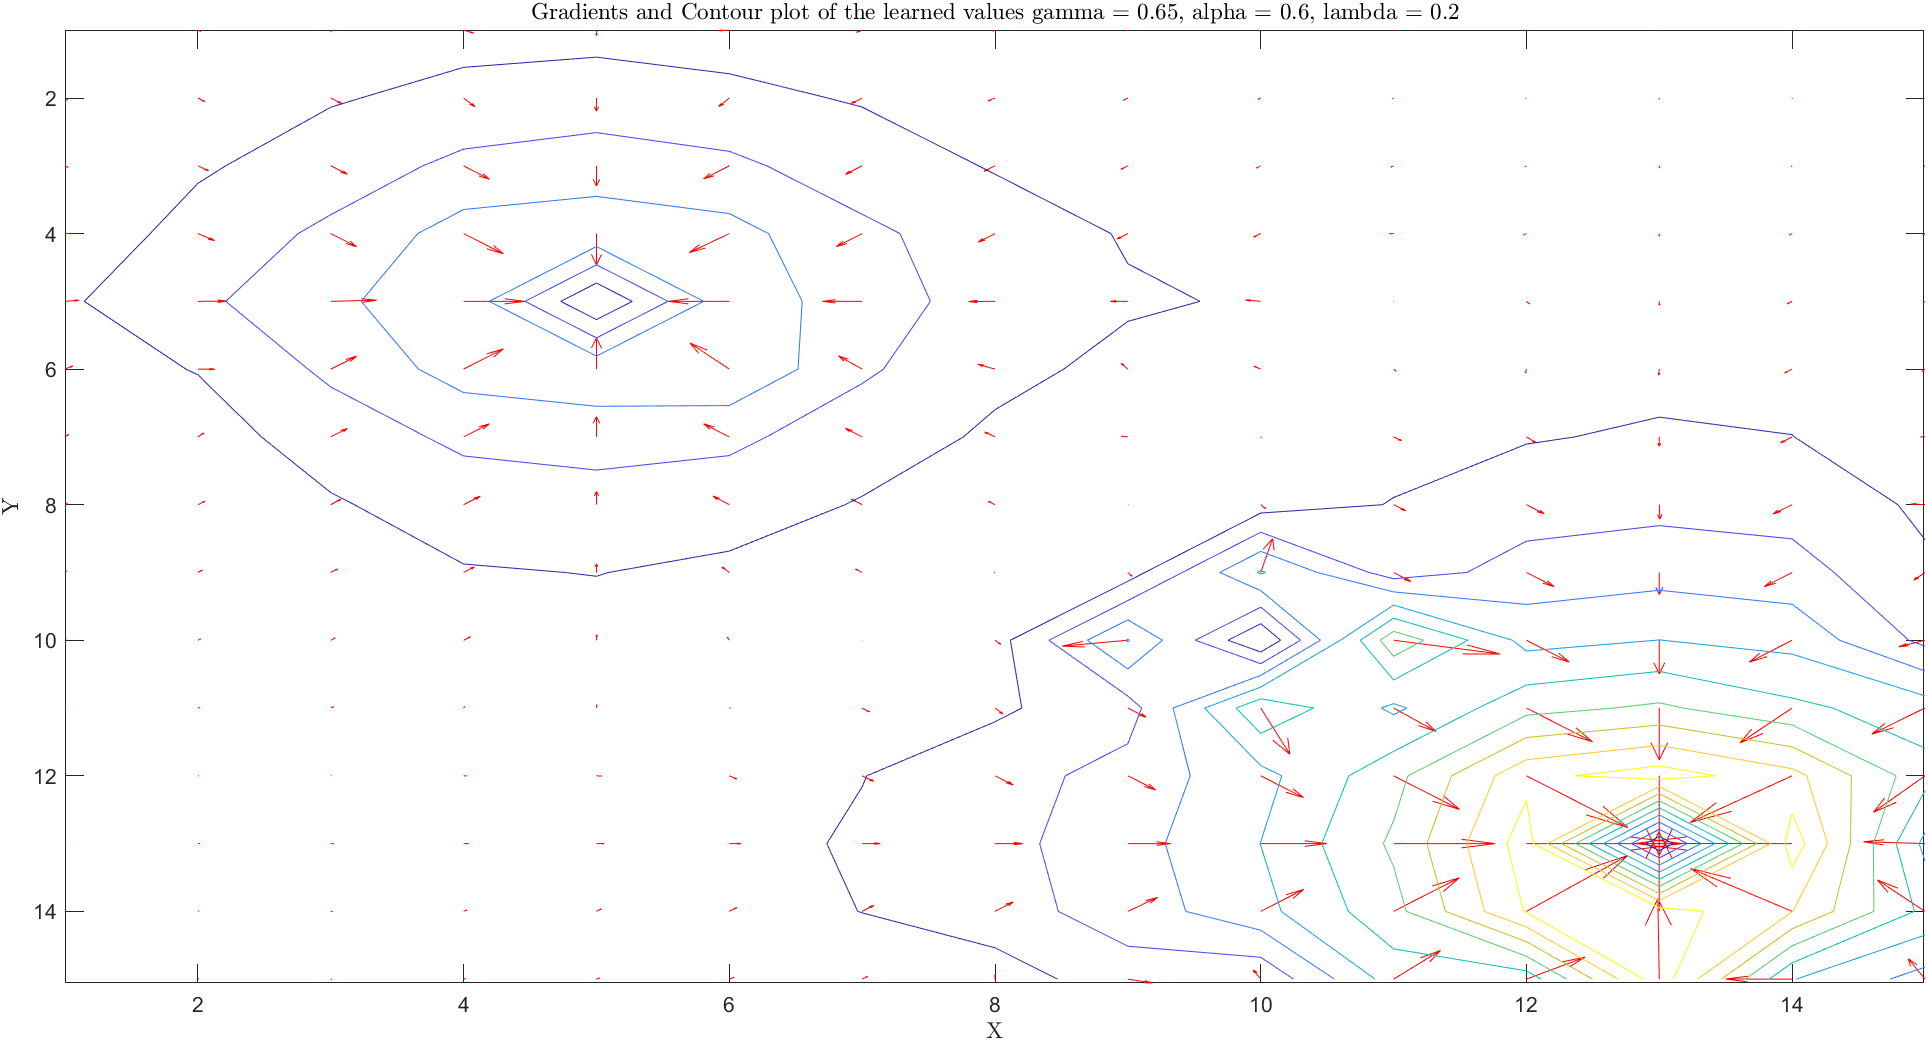 Gradients and Contour plot of the learned values gamma = 0.65, alpha = 0.6, lambda = 0.2
2
4
6
8
10
12
14
Y
2 4 6 8 10 12 14
X